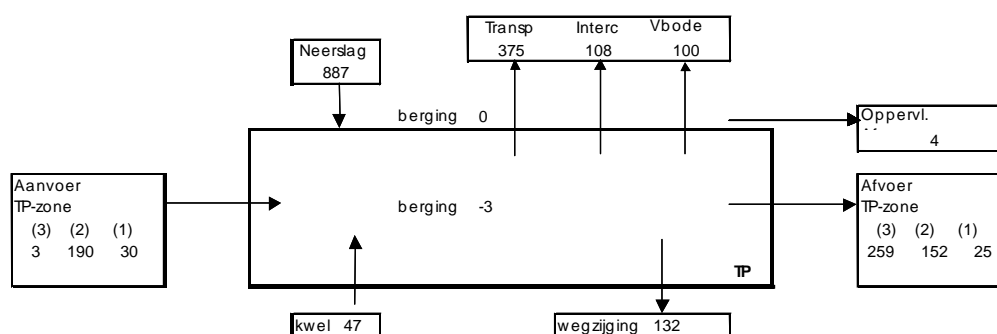 Transp Interc Vbode
375 108 100
Neerslag
887
berging 0
Oppervl.
4
Aanvoer
TP-zone
(3) (2) (1)
3 190 30
berging -3
Afvoer
TP-zone
(3) (2) (1)
259 152 25
TP
kwel 47
wegzijging 132